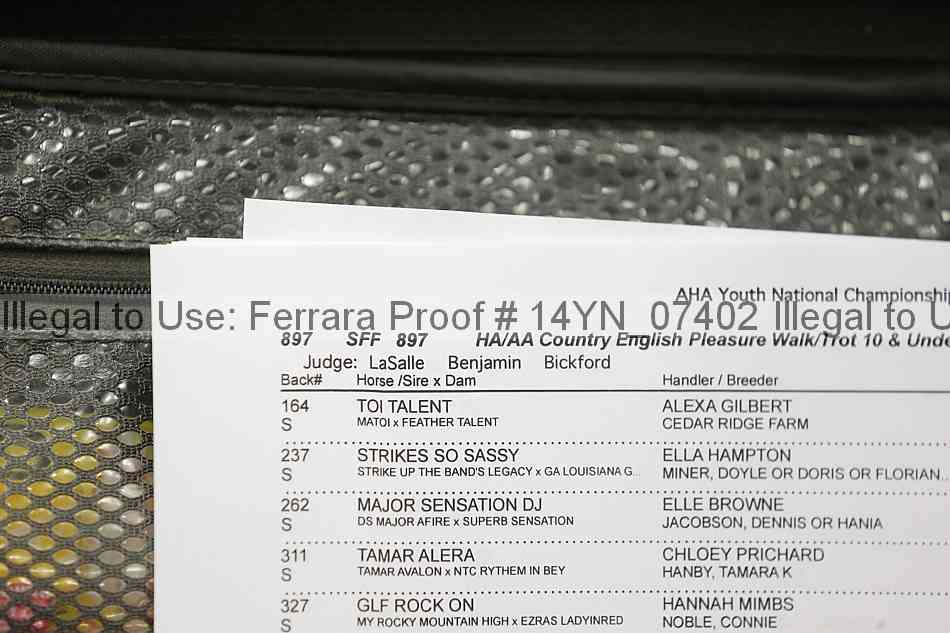 AHA Youth National Championship
Illegal to Use: Ferrara Proof # 14YN_07402 Illegal to U
897 SFF 897 HA/AA Country English Pleasure Walk/Trot 10 & Unde
Judge: LaSalle Benjamin Bickford
Back# Horse /Sire x Dam Handler / Breeder
164 TOI TALENT ALEXA GILBERT
S MATOI x FEATHER TALENT CEDAR RIDGE FARM
237 STRIKES SO SASSY ELLA HAMPTON
S STRIKE UP THE BAND'S LEGACY x GA LOUISIANA G... MINER, DOYLE OR DORIS OR FLORIAN...
262 MAJOR SENSATION DJ ELLE BROWNE
S DS MAJOR AFIRE x SUPERB SENSATION JACOBSON, DENNIS OR HANIA
311 TAMAR ALERA CHLOEY PRICHARD
S TAMAR AVALON x NTC RYTHEM IN BEY HANBY, TAMARA K
327 GLF ROCK ON HANNAH MIMBS
S MY ROCKY MOUNTAIN HIGH x EZRAS LADYINRED NOBLE, CONNIE